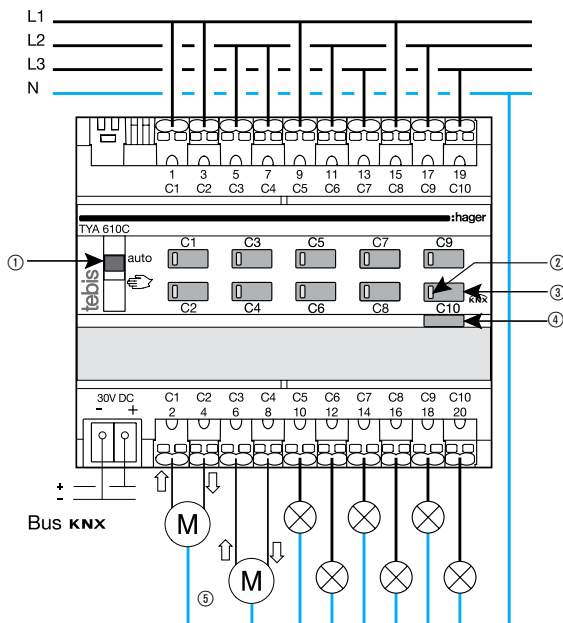 L1
L2
L3
N
1 3 5 7 9 11 13 15 17 19
C1 C2 C3 C4 C5 C6 C7 C8 C9 C10
:hager
TYA 610C
C1 C3 C5 C7 C9
① auto ②
tebis ③
KNX
C2 C4 C6 C8 C10
④
30V DC C1 C2 C3 C4 C5 C6 C7 C8 C9 C10
- + 2 4 6 8 10 12 14 16 18 20
+
-
Bus KNX
M
M
⑤